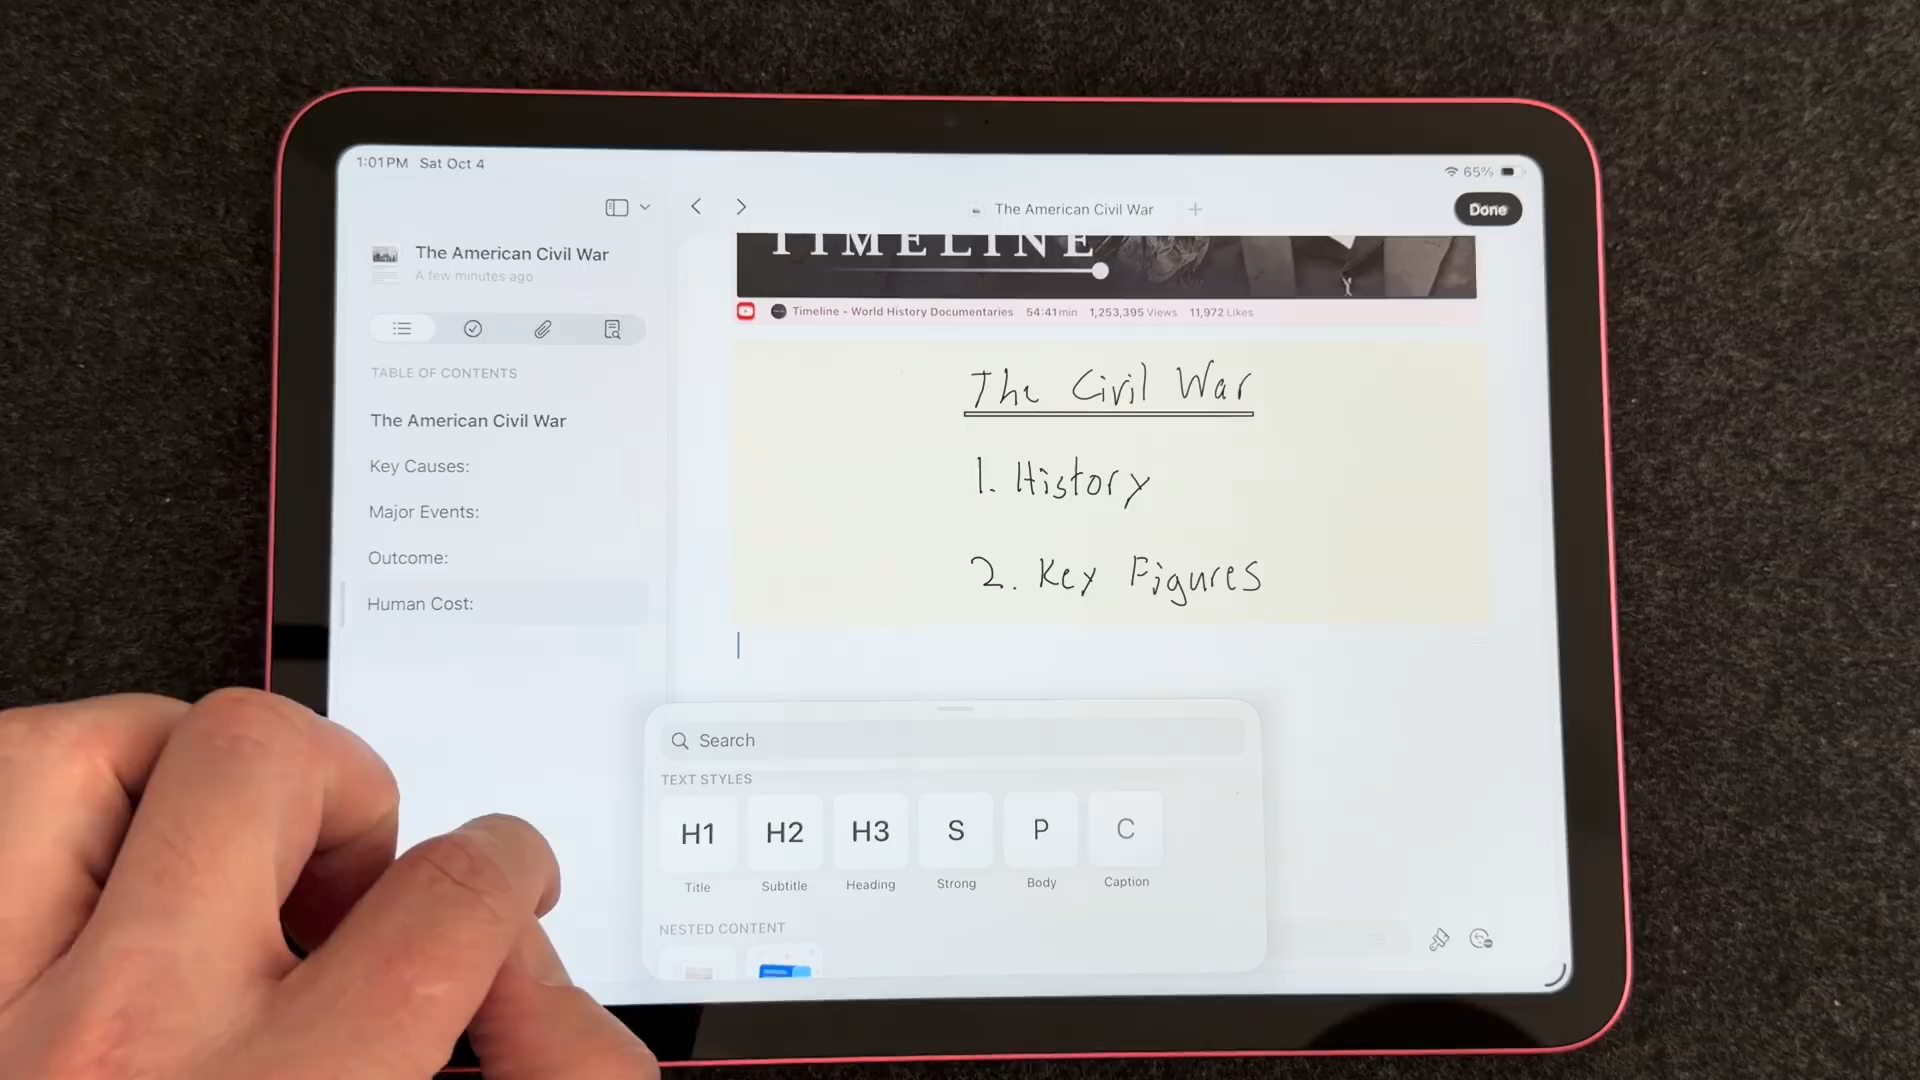 1:01 PM Sat Oct 4
65%
The American Civil War
Done
The American Civil War
A few minutes ago
TABLE OF CONTENTS
The American Civil War
Key Causes:
Major Events:
Outcome:
Human Cost:
TIMELINE
Timeline - World History Documentaries 54:41 min 1,253,395 Views 11,972 Likes
The Civil War
1. History
2. Key Figures
Search
TEXT STYLES
H1 H2 H3 S P C
Title Subtitle Heading Strong Body Caption
NESTED CONTENT